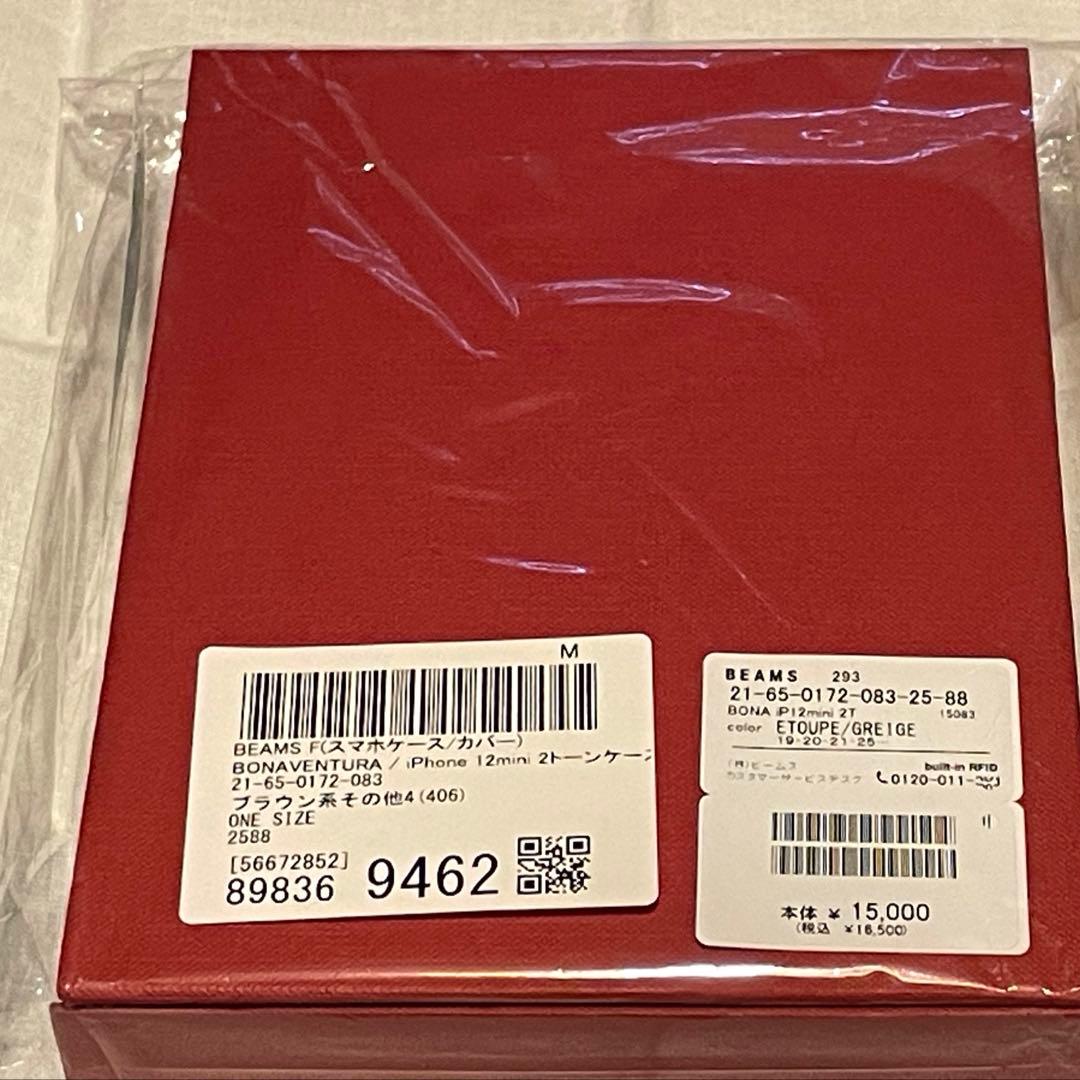 M
BEAMS F(スマホケース/カバー)
BONAVENTURA / iPhone 12mini 2トーンケース
21-65-0172-083
ブラウン系その他4(406)
ONE SIZE
2588
[56672852]
89836 9462
BEAMS 293
21-65-0172-083-25-88
BONA iP12mini 2T 15083
color ETOUPE/GREIGE
19-20-21-25-
(株)ビームス built-in RFID
カスタマーサービスデスク 0120-011-
本体 ¥ 15,000
(税込 ¥16,500)